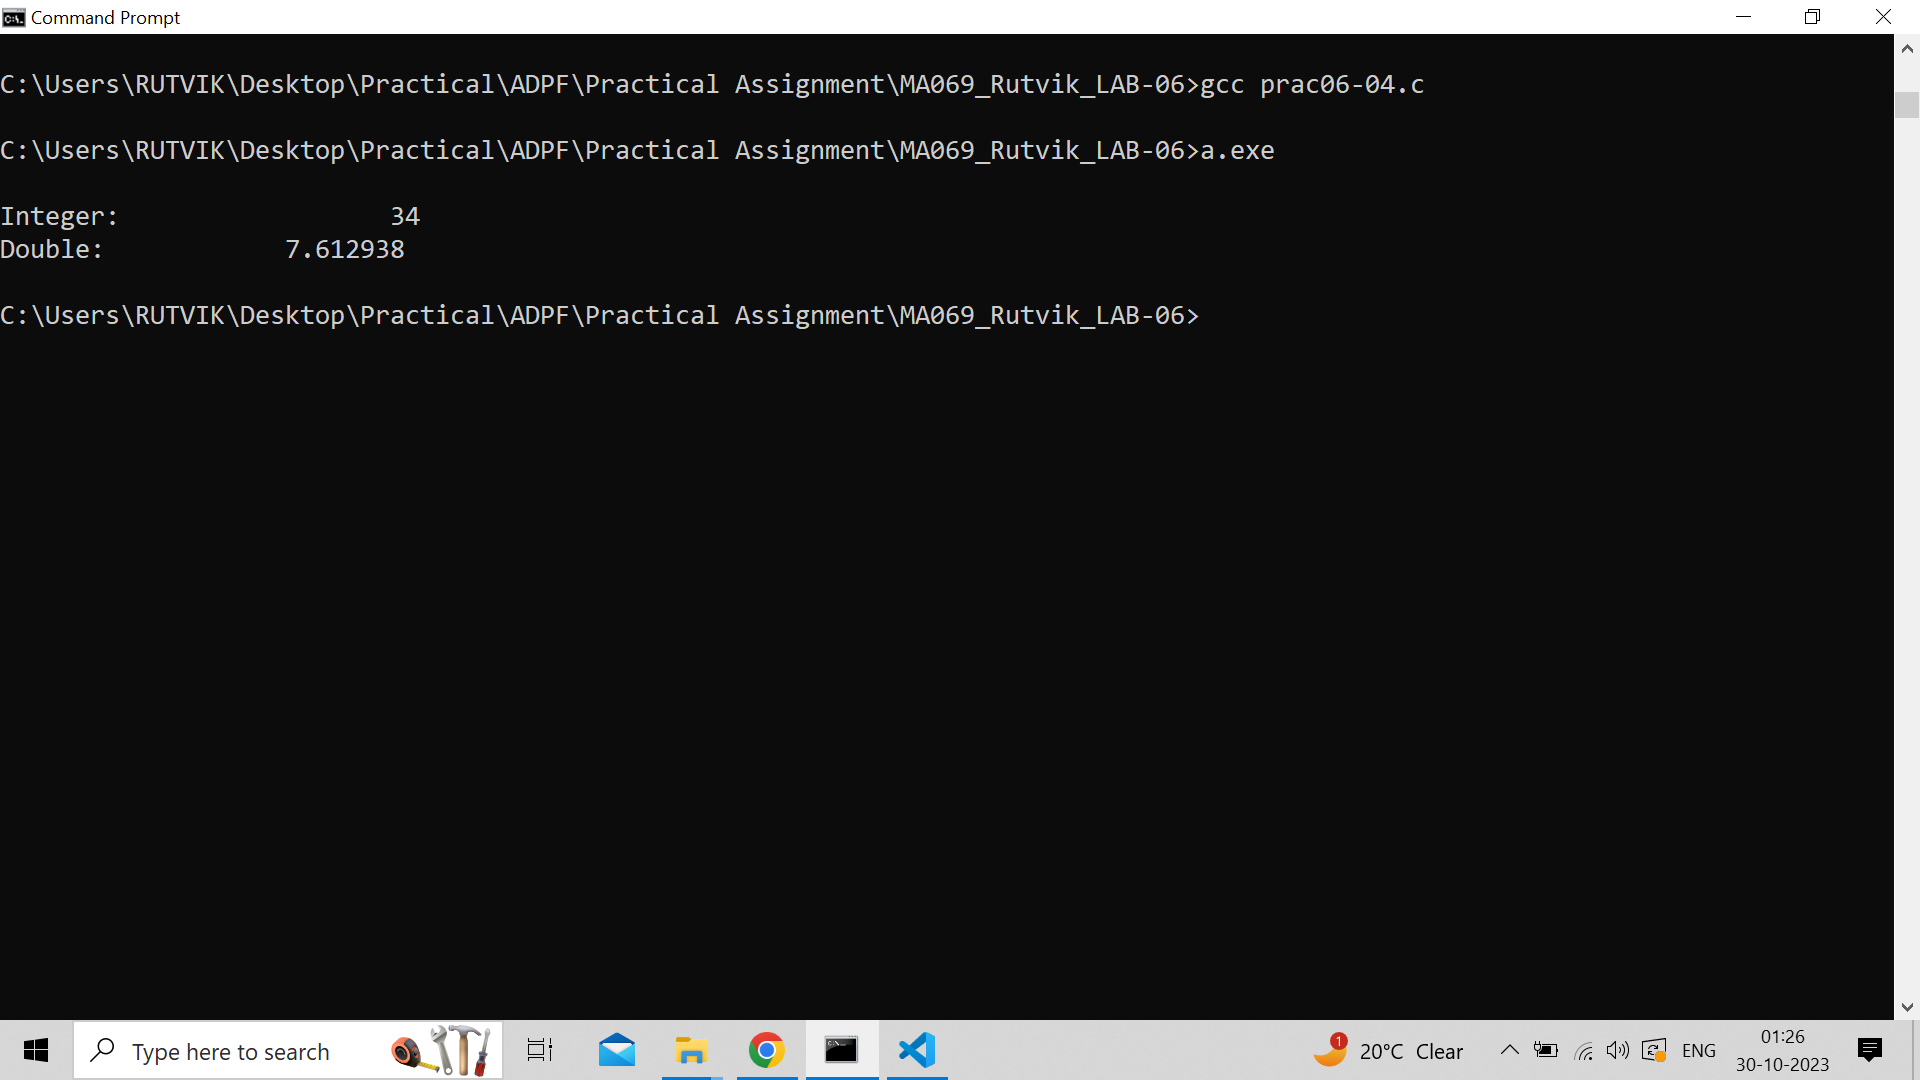 Command Prompt
C:\Users\RUTVIK\Desktop\Practical\ADPF\Practical Assignment\MA069_Rutvik_LAB-06>gcc prac06-04.c
C:\Users\RUTVIK\Desktop\Practical\ADPF\Practical Assignment\MA069_Rutvik_LAB-06>a.exe
Integer:                  34
Double:            7.612938
C:\Users\RUTVIK\Desktop\Practical\ADPF\Practical Assignment\MA069_Rutvik_LAB-06>
Type here to search
1
20°C Clear
ENG
01:26
30-10-2023